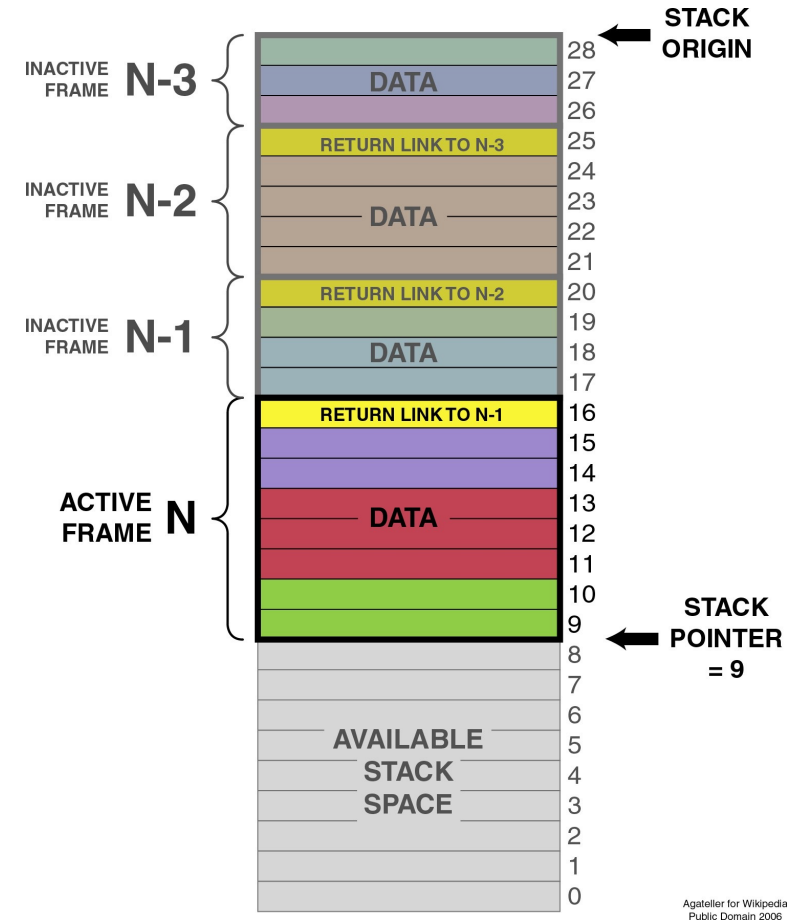 STACK
ORIGIN
INACTIVE
FRAME N-3
DATA
28
27
26
INACTIVE
FRAME N-2
RETURN LINK TO N-3
DATA
25
24
23
22
21
INACTIVE
FRAME N-1
RETURN LINK TO N-2
DATA
20
19
18
17
ACTIVE
FRAME N
RETURN LINK TO N-1
DATA
16
15
14
13
12
11
10
9
STACK
POINTER
= 9
AVAILABLE
STACK
SPACE
8
7
6
5
4
3
2
1
0
Agateller for Wikipedia
Public Domain 2006